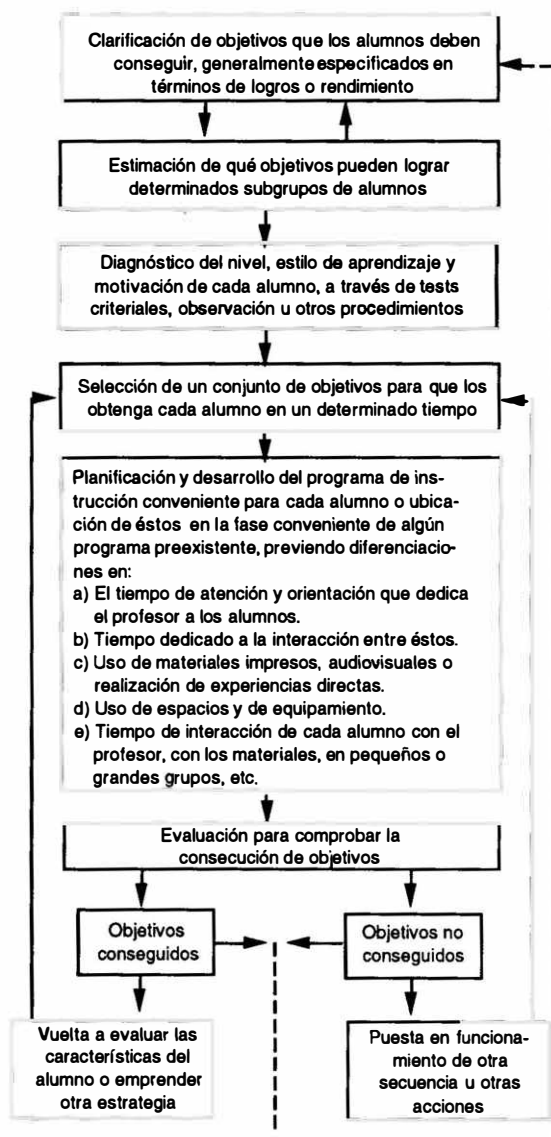 Clarificación de objetivos que los alumnos deben
conseguir, generalmente especificados en
términos de logros o rendimiento
Estimación de qué objetivos pueden lograr
determinados subgrupos de alumnos
Diagnóstico del nivel, estilo de aprendizaje y
motivación de cada alumno, a través de tests
criteriales, observación u otros procedimientos
Selección de un conjunto de objetivos para que los
obtenga cada alumno en un determinado tiempo
Planificación y desarrollo del programa de ins-
trucción conveniente para cada alumno o ubica-
ción de éstos en la fase conveniente de algún
programa preexistente, previendo diferenciacio-
nes en:
a) El tiempo de atención y orientación que dedica
el profesor a los alumnos.
b) Tiempo dedicado a la interacción entre éstos.
c) Uso de materiales impresos, audiovisuales o
realización de experiencias directas.
d) Uso de espacios y de equipamiento.
e) Tiempo de interacción de cada alumno con el
profesor, con los materiales, en pequeños o
grandes grupos, etc.
Evaluación para comprobar la
consecución de objetivos
Objetivos
conseguidos
Objetivos no
conseguidos
Vuelta a evaluar las
características del
alumno o emprender
otra estrategia
Puesta en funciona-
miento de otra
secuencia u otras
acciones